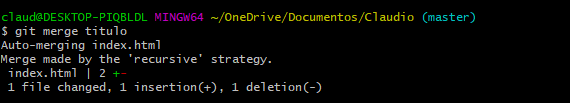 claud@DESKTOP-PIQBLDL MINGW64 ~/OneDrive/Documentos/Claudio (master)
$ git merge titulo
Auto-merging index.html
Merge made by the 'recursive' strategy.
 index.html | 2 +-
 1 file changed, 1 insertion(+), 1 deletion(-)